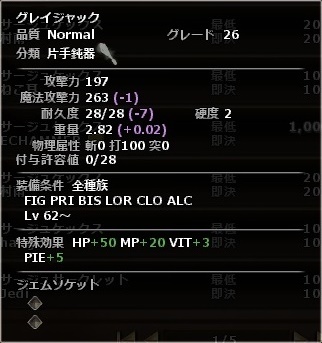 グレイジャック
品質 Normal グレード 26
分類 片手鈍器
攻撃力 197
魔法攻撃力 263 (-1)
耐久度 28/28 (-7) 硬度 2
重量 2.82 (+0.02)
物理属性 斬0 打100 突0
付与許容値 0/28
装備条件 全種族
FIG PRI BIS LOR CLO ALC
Lv 62～
特殊効果 HP+50 MP+20 VIT+3
PIE+5
ジェムソケット
1/5